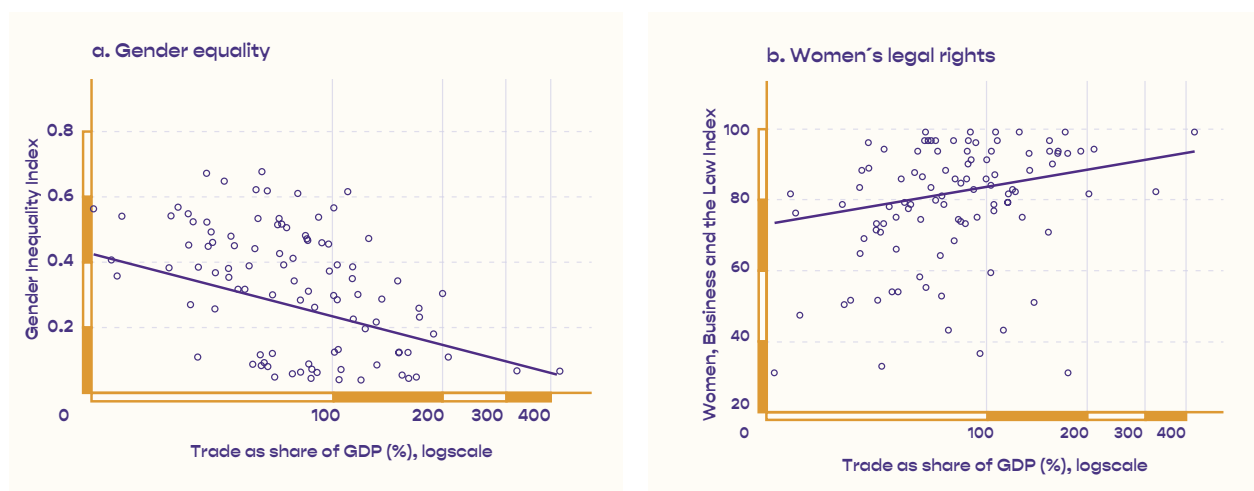 a. Gender equality
Gender Inequality Index
0.8
0.6
0.4
0.2
0 100 200 300 400
Trade as share of GDP (%), logscale
b. Women´s legal rights
Women, Business and the Law Index
100
80
60
40
20
0 100 200 300 400
Trade as share of GDP (%), logscale